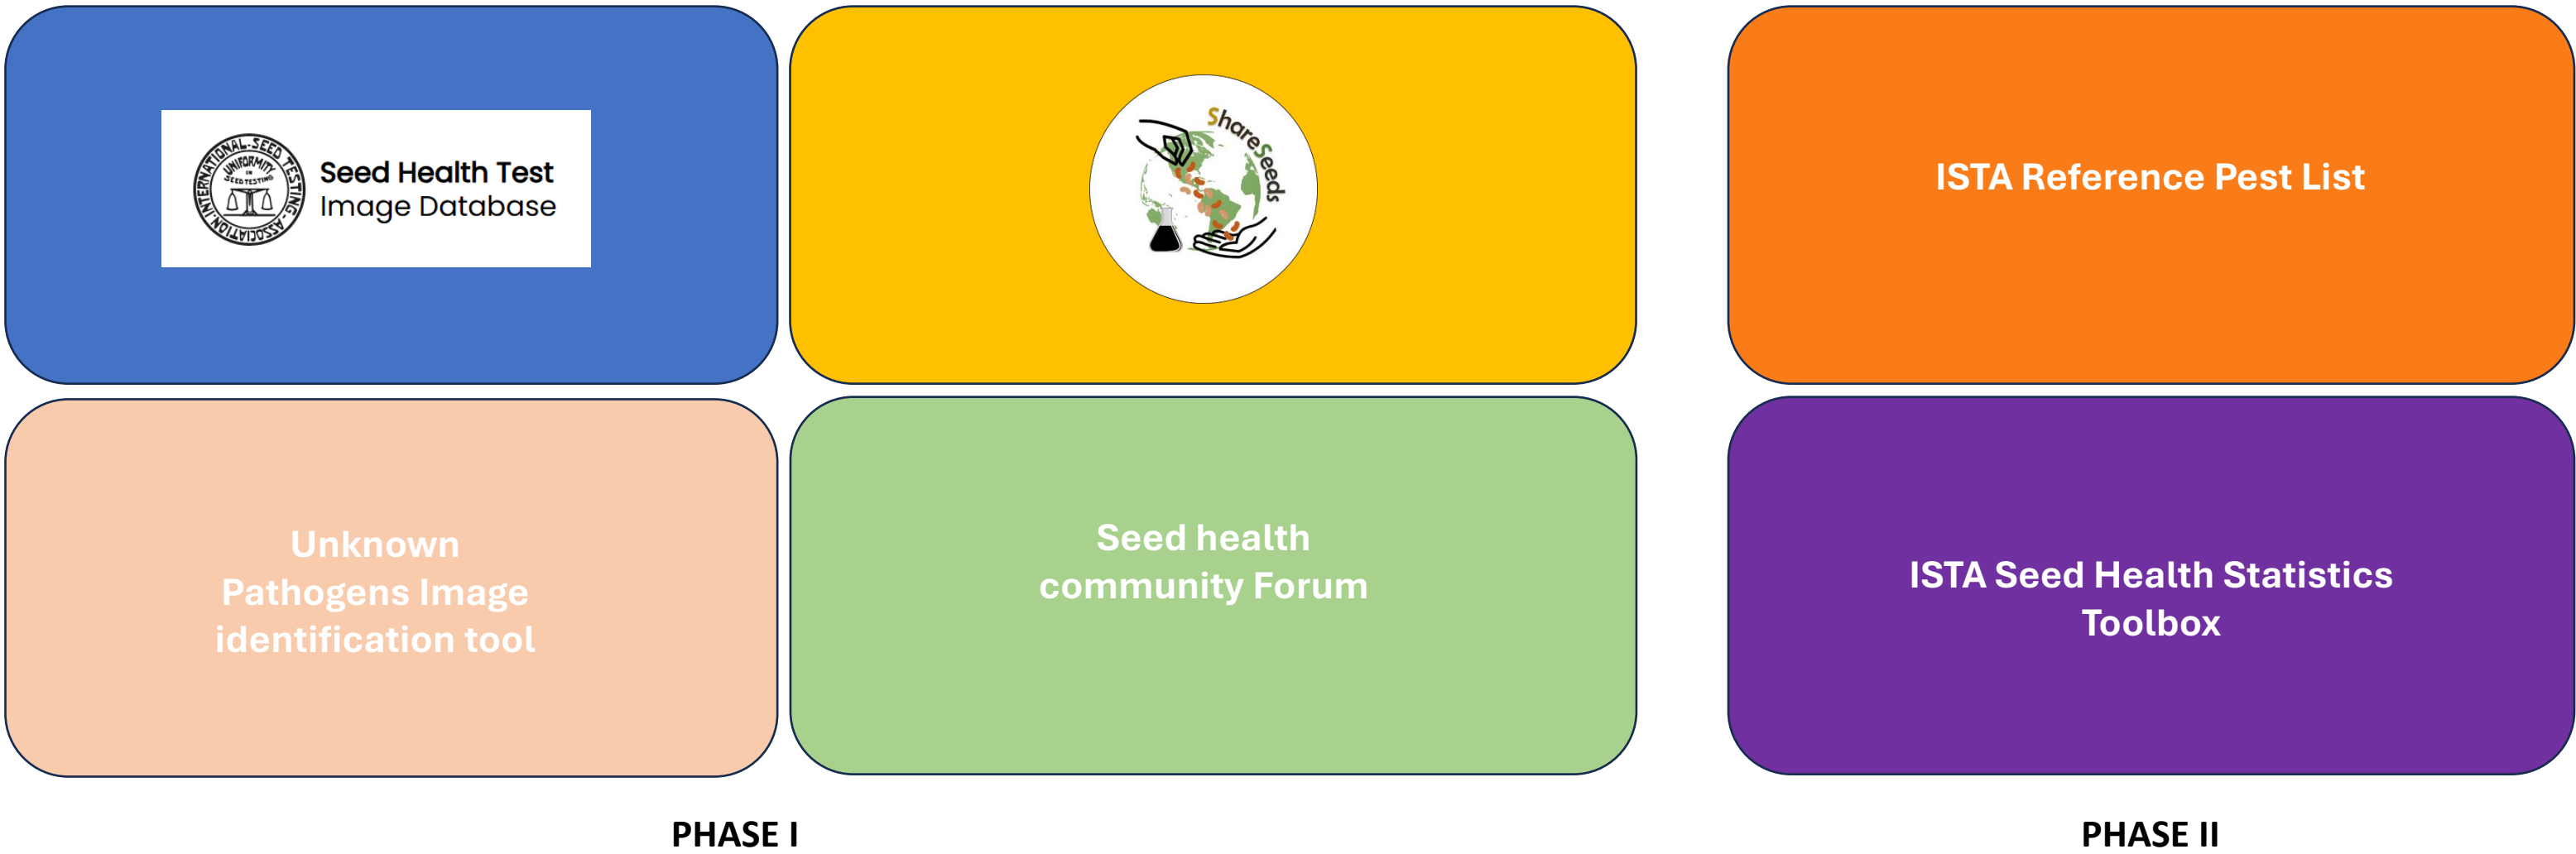 INTERNATIONAL SEED TESTING ASSOCIATION
UNIFORMITY
IN
SEED TESTING
Seed Health Test
Image Database
ShareSeeds
ISTA Reference Pest List
Unknown
Pathogens Image
identification tool
Seed health
community Forum
ISTA Seed Health Statistics
Toolbox
PHASE I
PHASE II